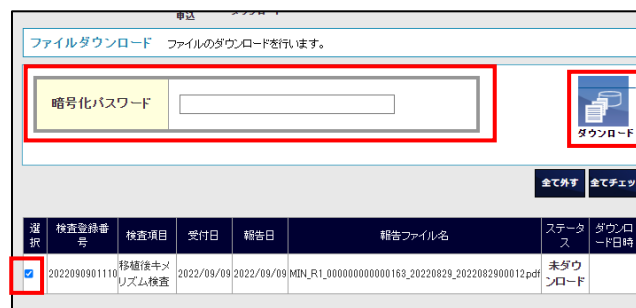 申込
ファイルダウンロード ファイルのダウンロードを行います。
暗号化パスワード
ダウンロード
全て外す 全てチェッ
選択 検査登録番号 検査項目 受付日 報告日 報告ファイル名 ステータス ダウンロード日時
2022090901110 移植後キメリズム検査 2022/09/09 2022/09/09 MIN_R1_000000000000163_20220829_2022082900012.pdf 未ダウンロード